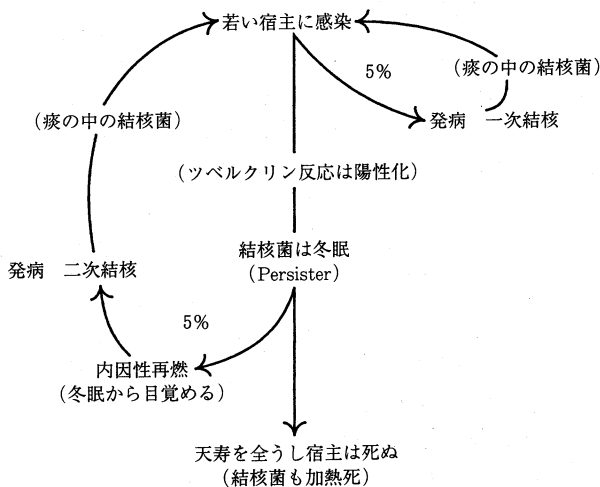 若い宿主に感染
5%
(痰の中の結核菌)
(痰の中の結核菌)
発病 一次結核
(ツベルクリン反応は陽性化)
結核菌は冬眠
(Persister)
発病 二次結核
5%
内因性再燃
(冬眠から目覚める)
天寿を全うし宿主は死ぬ
(結核菌も加熱死)